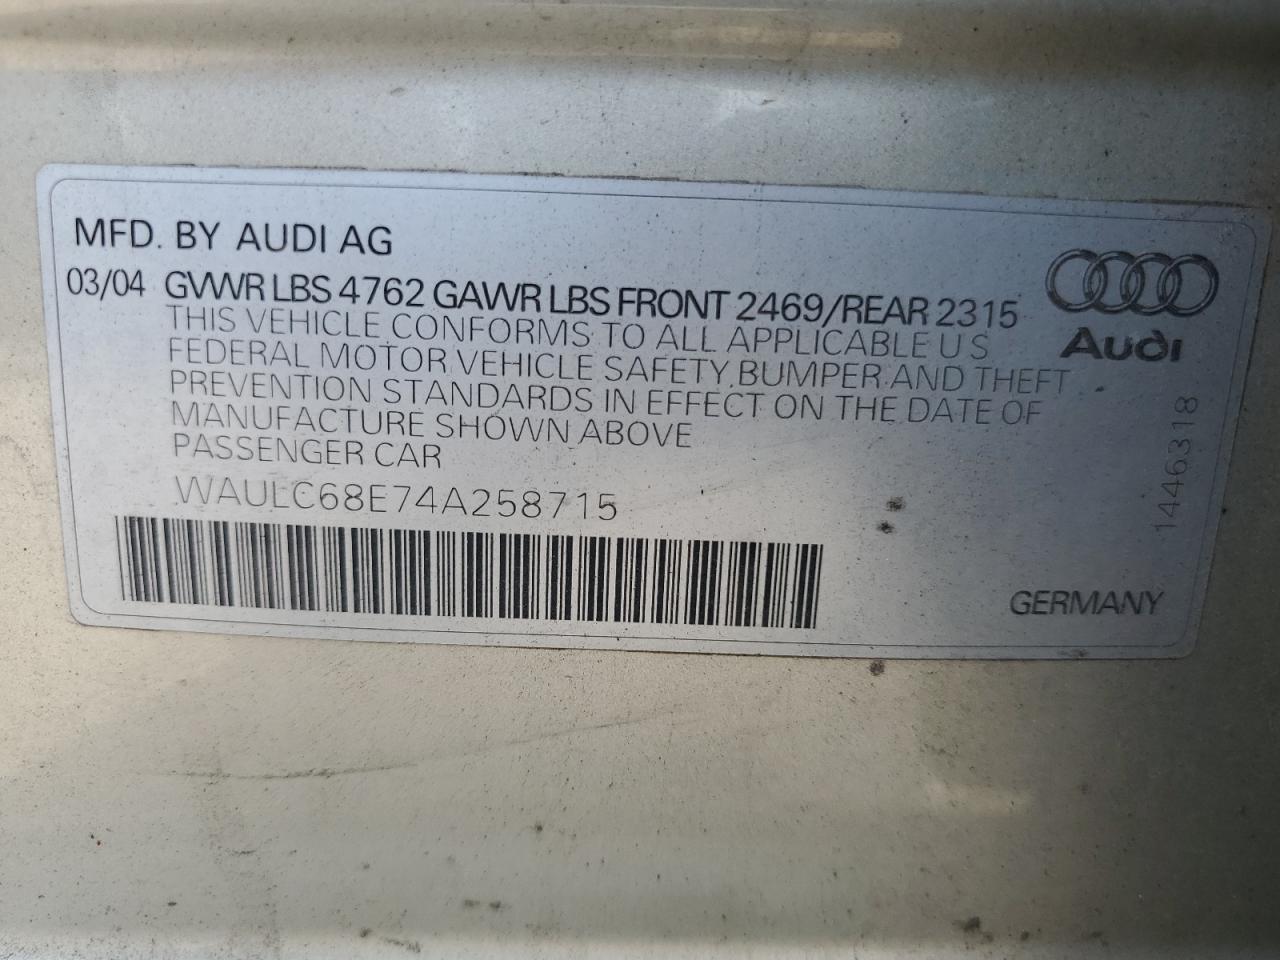 MFD. BY AUDI AG
03/04 GVWR LBS 4762 GAWR LBS FRONT 2469/REAR 2315
THIS VEHICLE CONFORMS TO ALL APPLICABLE U S
FEDERAL MOTOR VEHICLE SAFETY, BUMPER, AND THEFT
PREVENTION STANDARDS IN EFFECT ON THE DATE OF
MANUFACTURE SHOWN ABOVE
PASSENGER CAR
WAULC68E74A258715
Audi
1446318
GERMANY